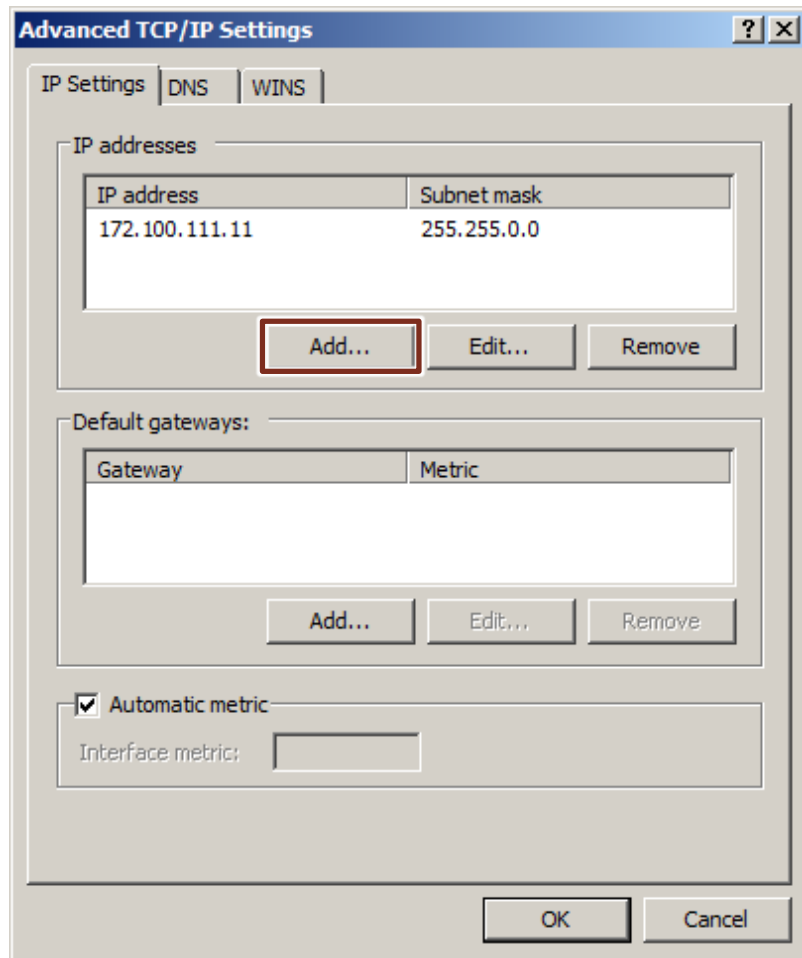 Advanced TCP/IP Settings ? X
IP Settings DNS WINS
IP addresses
IP address Subnet mask
172.100.111.11 255.255.0.0
Add... Edit... Remove
Default gateways:
Gateway Metric
Add... Edit... Remove
Automatic metric
Interface metric:
OK Cancel